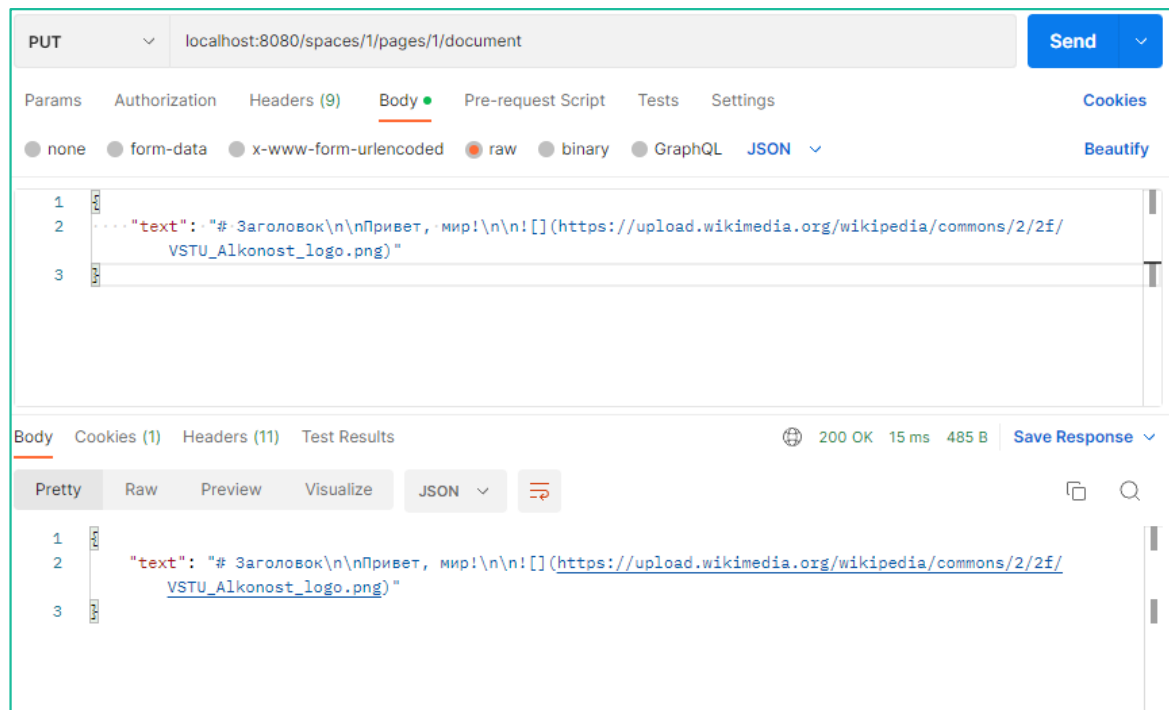 PUT localhost:8080/spaces/1/pages/1/document Send
Params Authorization Headers (9) Body Pre-request Script Tests Settings Cookies
none form-data x-www-form-urlencoded raw binary GraphQL JSON Beautify
1 {
2 "text": "# Заголовок\n\nПривет, мир!\n\n![](https://upload.wikimedia.org/wikipedia/commons/2/2f/
VSTU_Alkonost_logo.png)"
3 }
Body Cookies (1) Headers (11) Test Results 200 OK 15 ms 485 B Save Response
Pretty Raw Preview Visualize JSON
1 {
2 "text": "# Заголовок\n\nПривет, мир!\n\n![](https://upload.wikimedia.org/wikipedia/commons/2/2f/
VSTU_Alkonost_logo.png)"
3 }